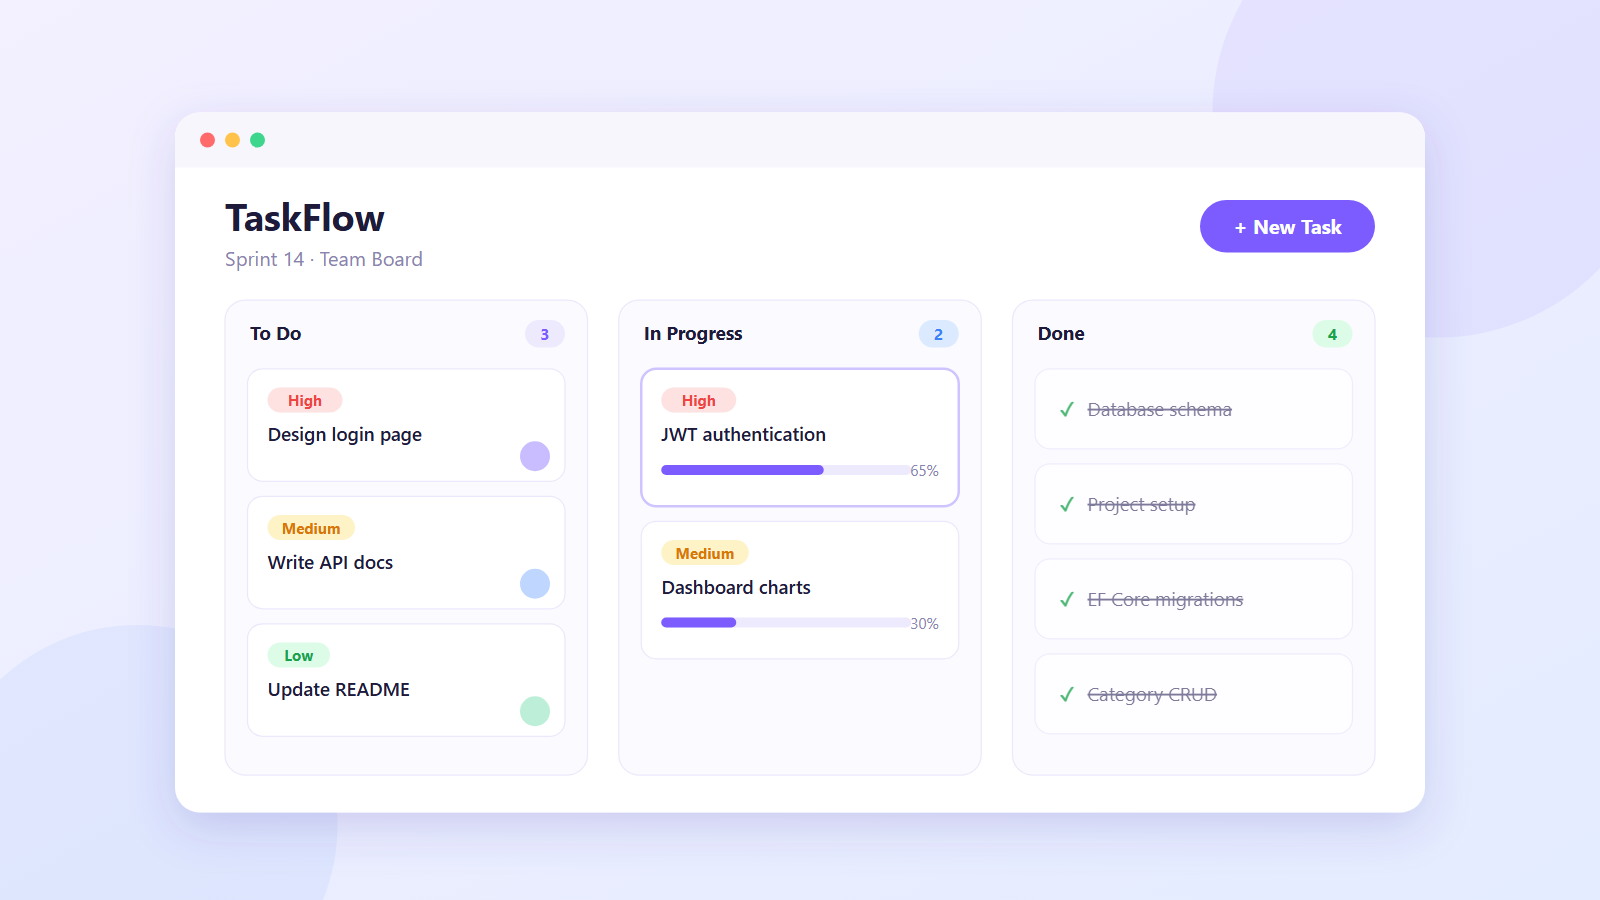 TaskFlow
Sprint 14 · Team Board
+ New Task
To Do
3
High
Design login page
Medium
Write API docs
Low
Update README
In Progress
2
High
JWT authentication
65%
Medium
Dashboard charts
30%
Done
4
✓ Database schema
✓ Project setup
✓ EF Core migrations
✓ Category CRUD